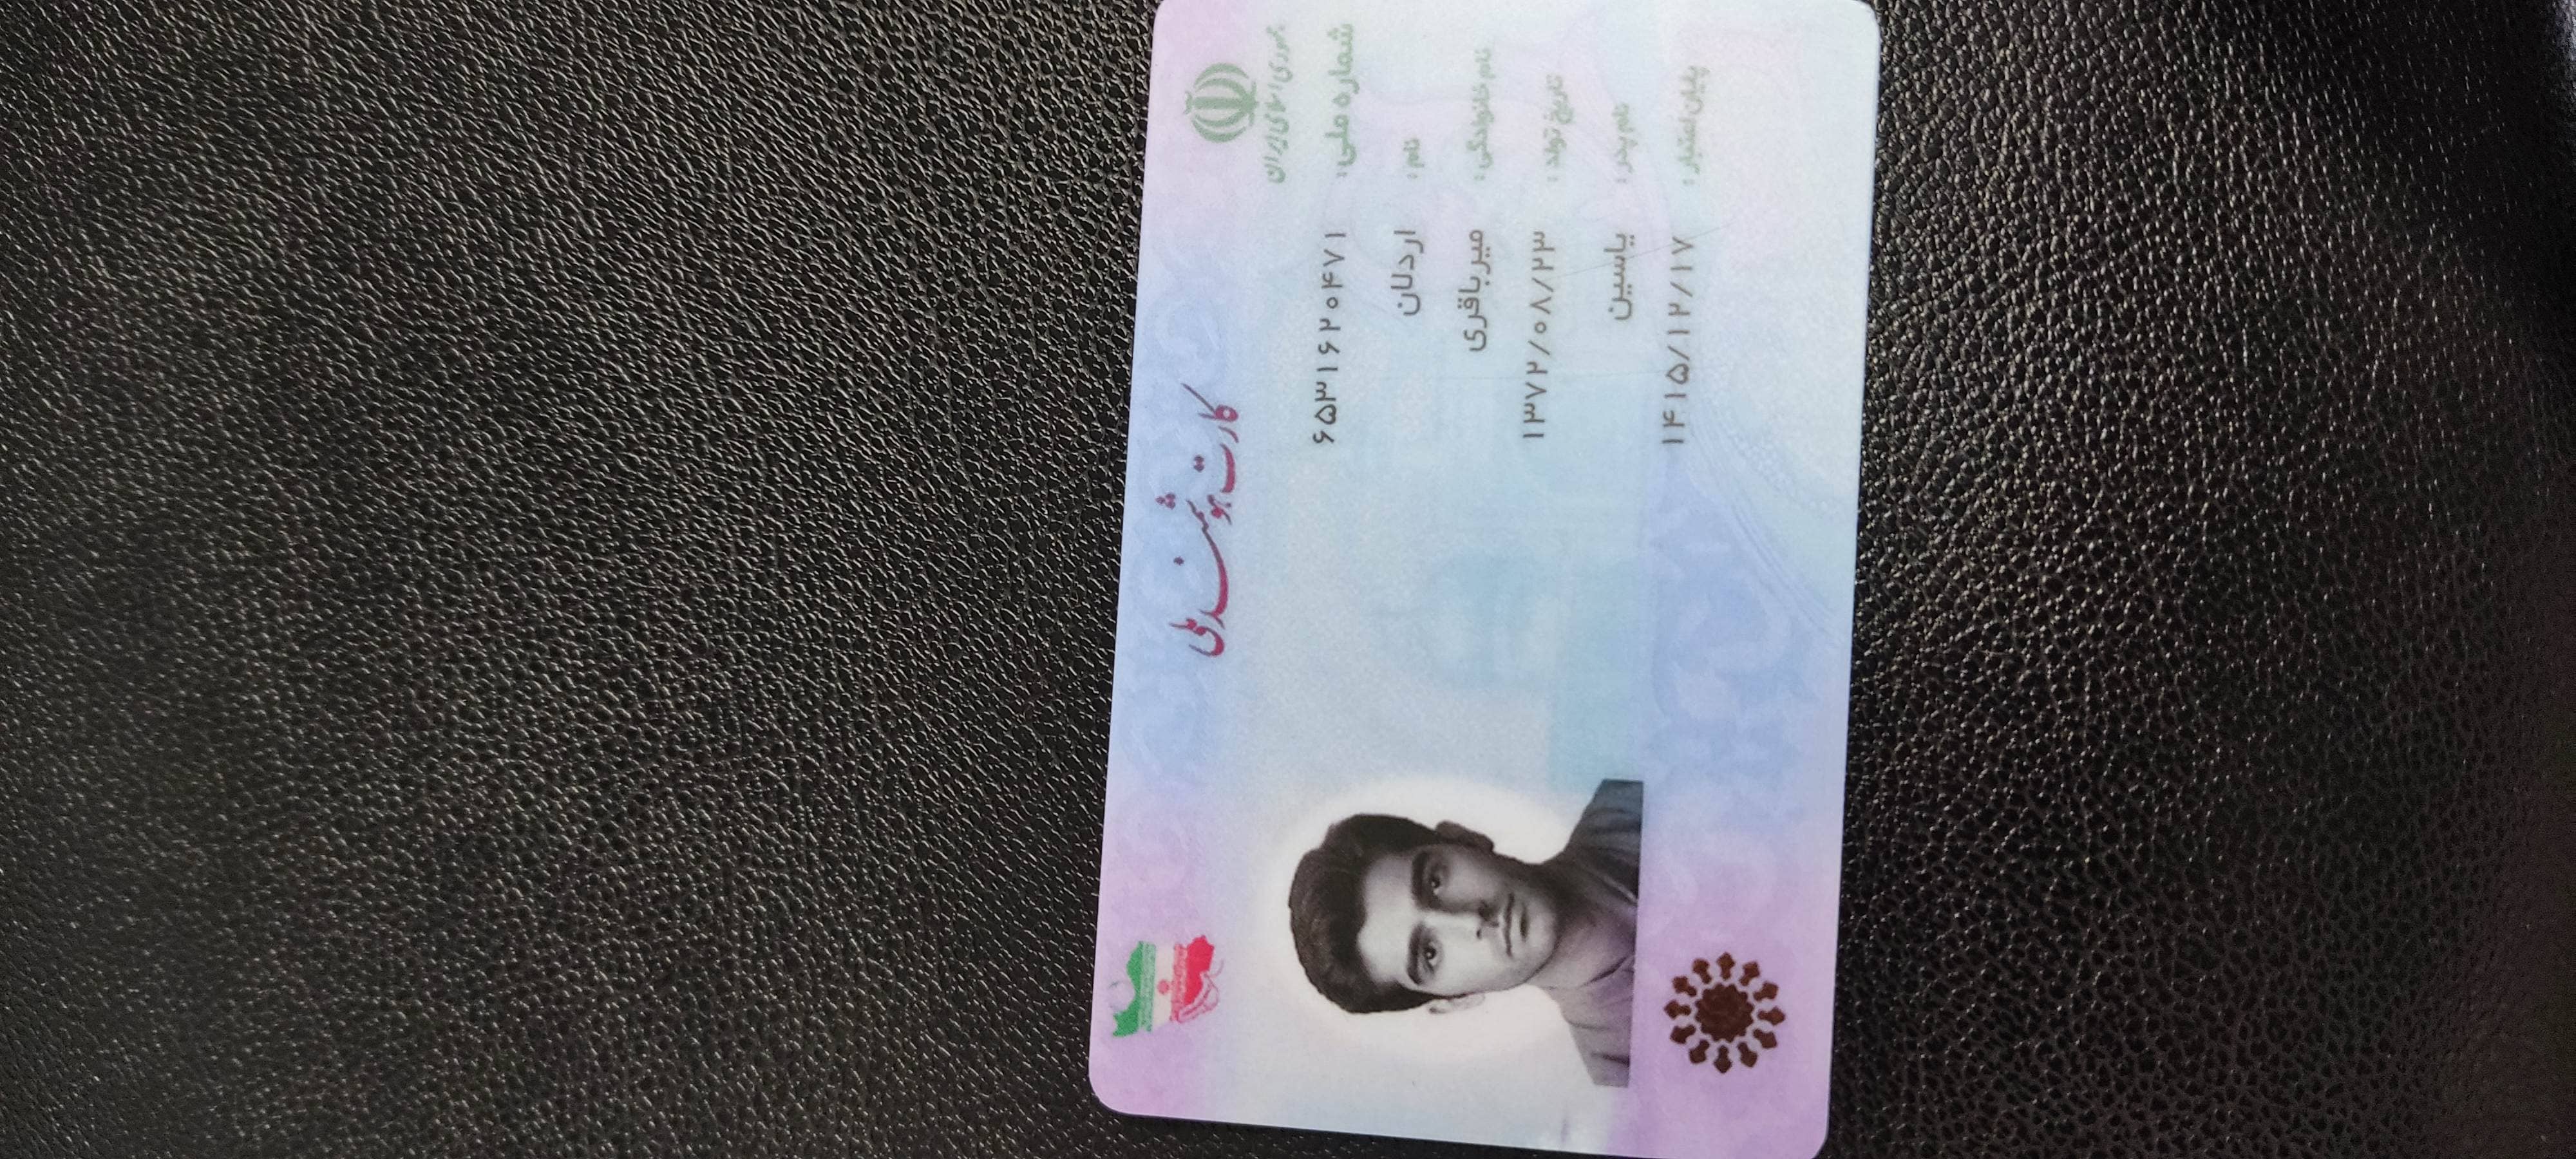 جمهوری اسلامی ایران
کارت هوشمند ملی
شماره ملی: ۶۵۳۱۶۲۰۴۷۱
نام: اردلان
نام خانوادگی: میرباقری
تاریخ تولد: ۱۳۷۲/۰۸/۲۳
نام پدر: یاسین
پایان اعتبار: ۱۴۱۵/۱۲/۱۷